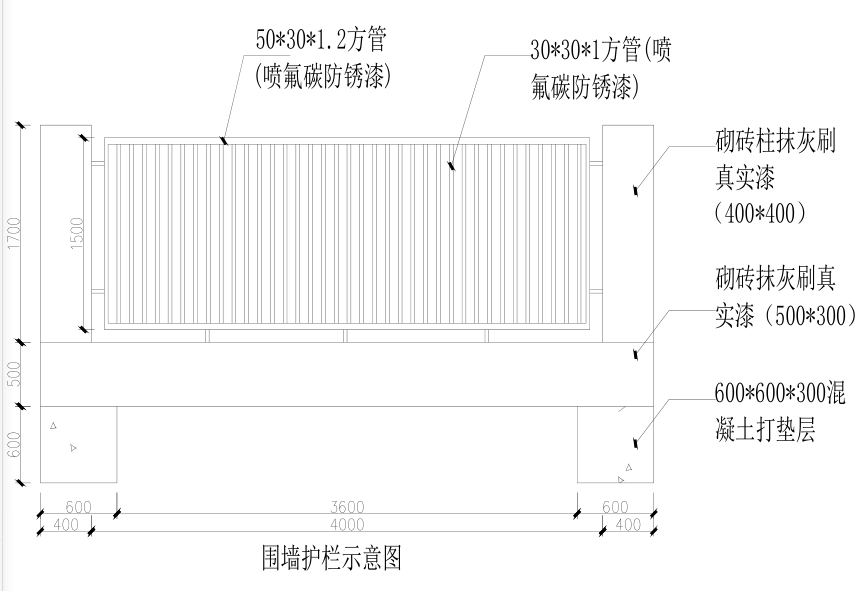 50*30*1.2方管
(喷氟碳防锈漆)
30*30*1方管(喷
氟碳防锈漆)
砌砖柱抹灰刷
真实漆
(400*400)
1700
1500
砌砖抹灰刷真
实漆(500*300)
500
600*600*300混
凝土打垫层
600
600
3600
600
400
4000
400
围墙护栏示意图